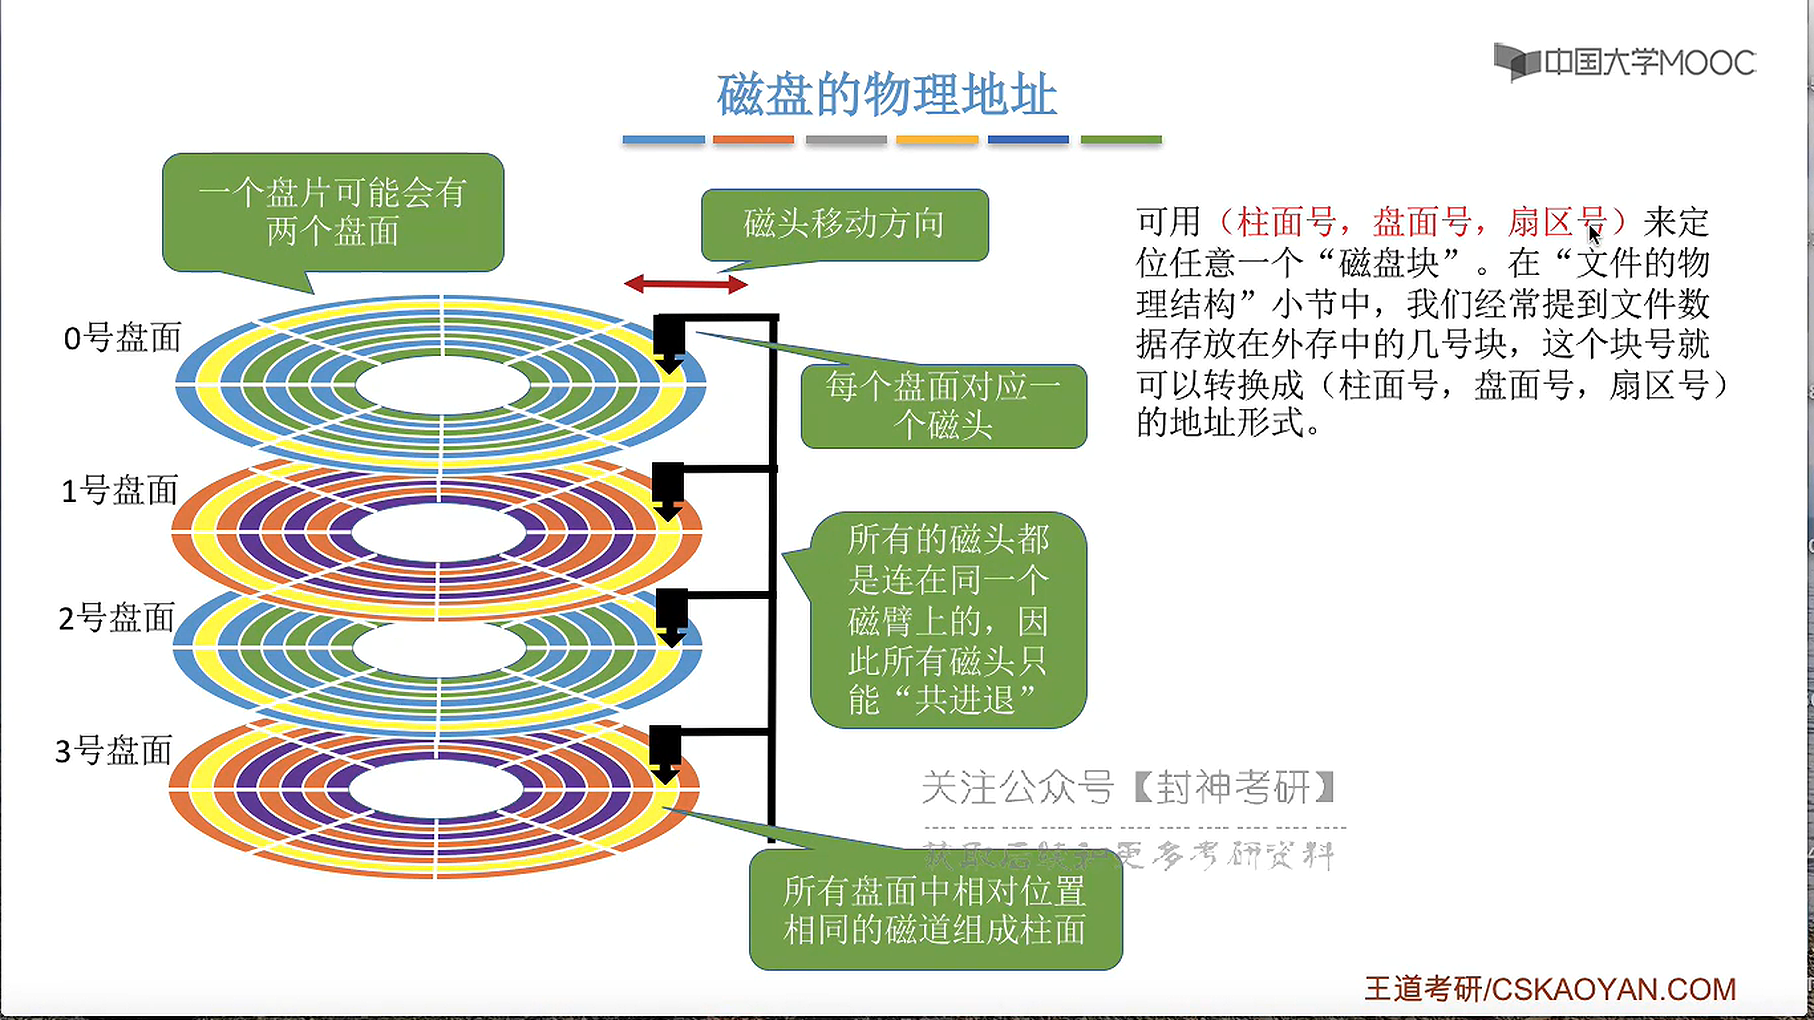 中国大学MOOC
磁盘的物理地址
一个盘片可能会有
两个盘面
磁头移动方向
0号盘面
每个盘面对应一
个磁头
1号盘面
所有的磁头都
是连在同一个
磁臂上的，因
此所有磁头只
能“共进退”
2号盘面
3号盘面
所有盘面中相对位置
相同的磁道组成柱面
可用（柱面号，盘面号，扇区号）来定
位任意一个“磁盘块”。在“文件的物
理结构”小节中，我们经常提到文件数
据存放在外存中的几号块，这个块号就
可以转换成（柱面号，盘面号，扇区号）
的地址形式。
关注公众号【封神考研】
获取后续和更多考研资料
王道考研/CSKAOYAN.COM